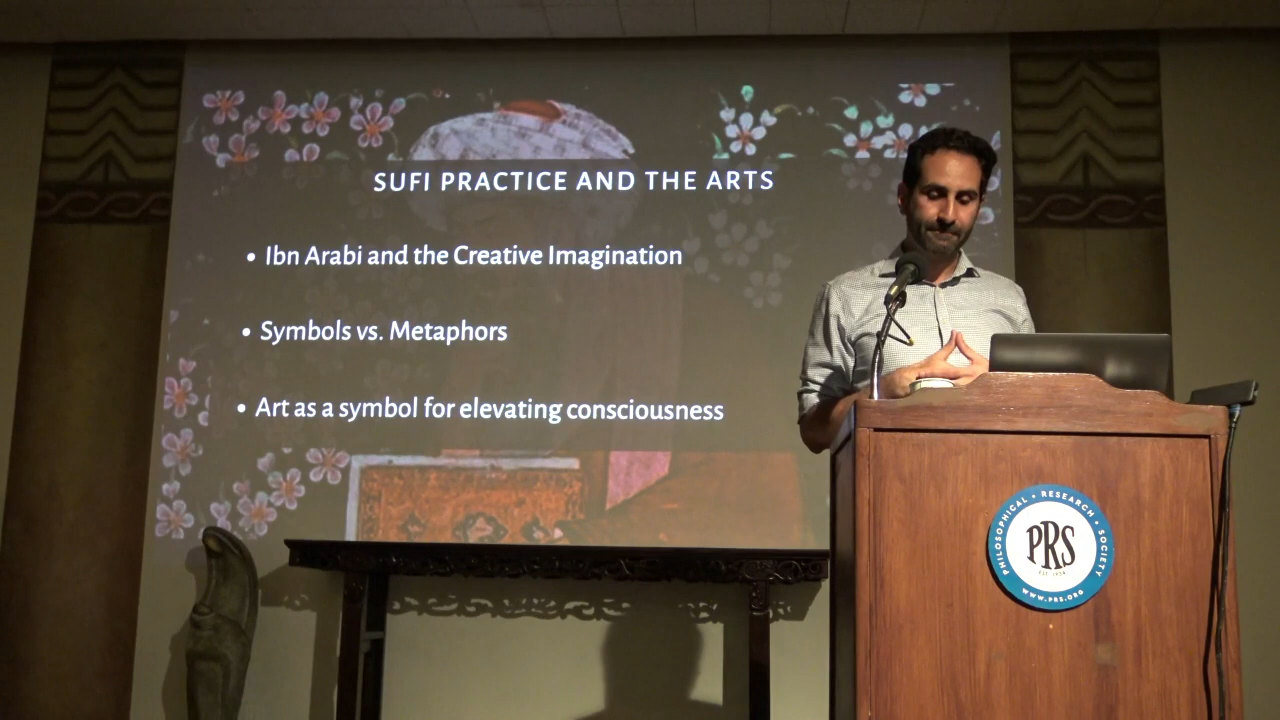 SUFI PRACTICE AND THE ARTS
• Ibn Arabi and the Creative Imagination
• Symbols vs. Metaphors
• Art as a symbol for elevating consciousness
PHILOSOPHICAL • RESEARCH • SOCIETY
PRS
EST. 1934
WWW.PRS.ORG